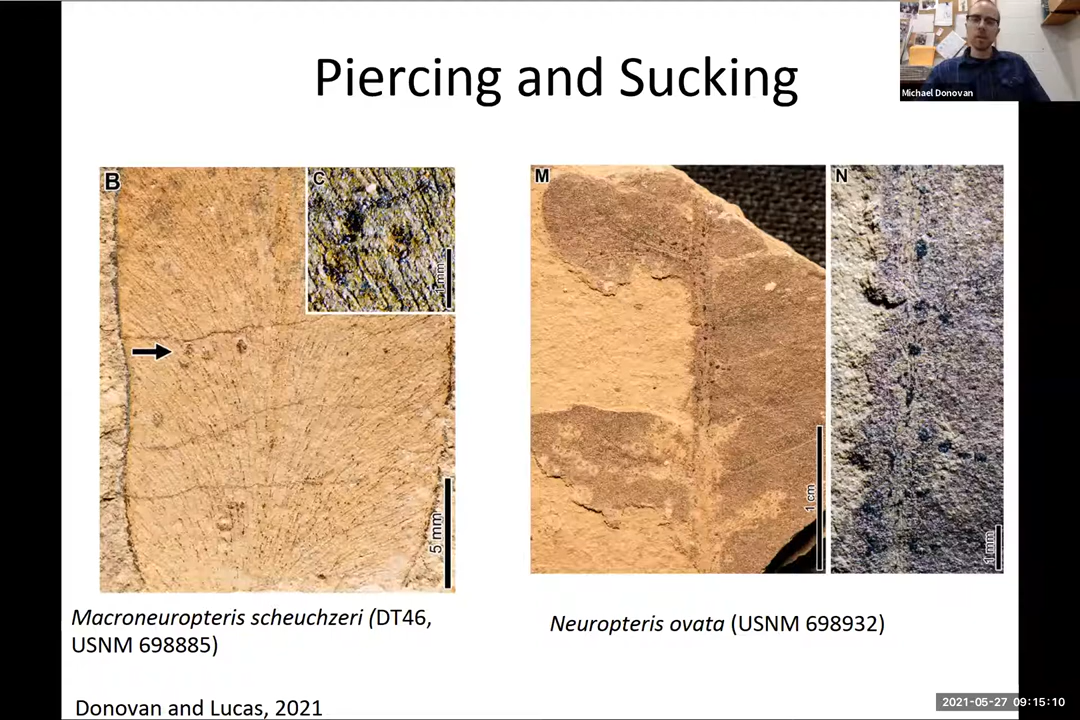 Piercing and Sucking
Michael Donovan
B
C
1 mm
5 mm
M
N
1 cm
1 mm
Macroneuropteris scheuchzeri (DT46,
USNM 698885)
Neuropteris ovata (USNM 698932)
Donovan and Lucas, 2021
2021-05-27 09:15:10